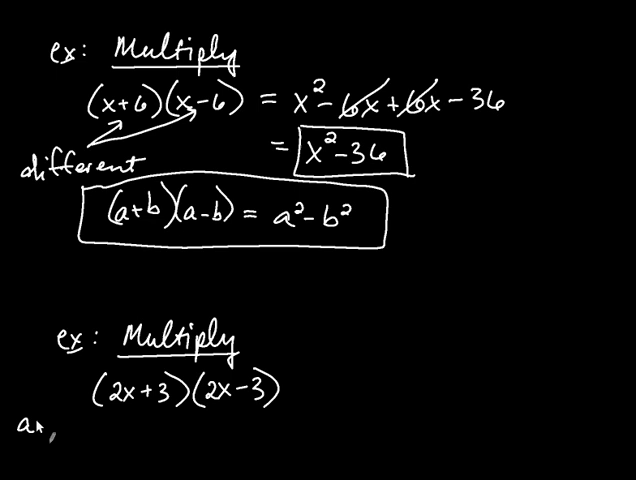 ex: Multiply
(x+6)(x-6) = x² - 6x + 6x - 36
= x² - 36
different
(a+b)(a-b) = a² - b²
ex: Multiply
(2x+3)(2x-3)
a